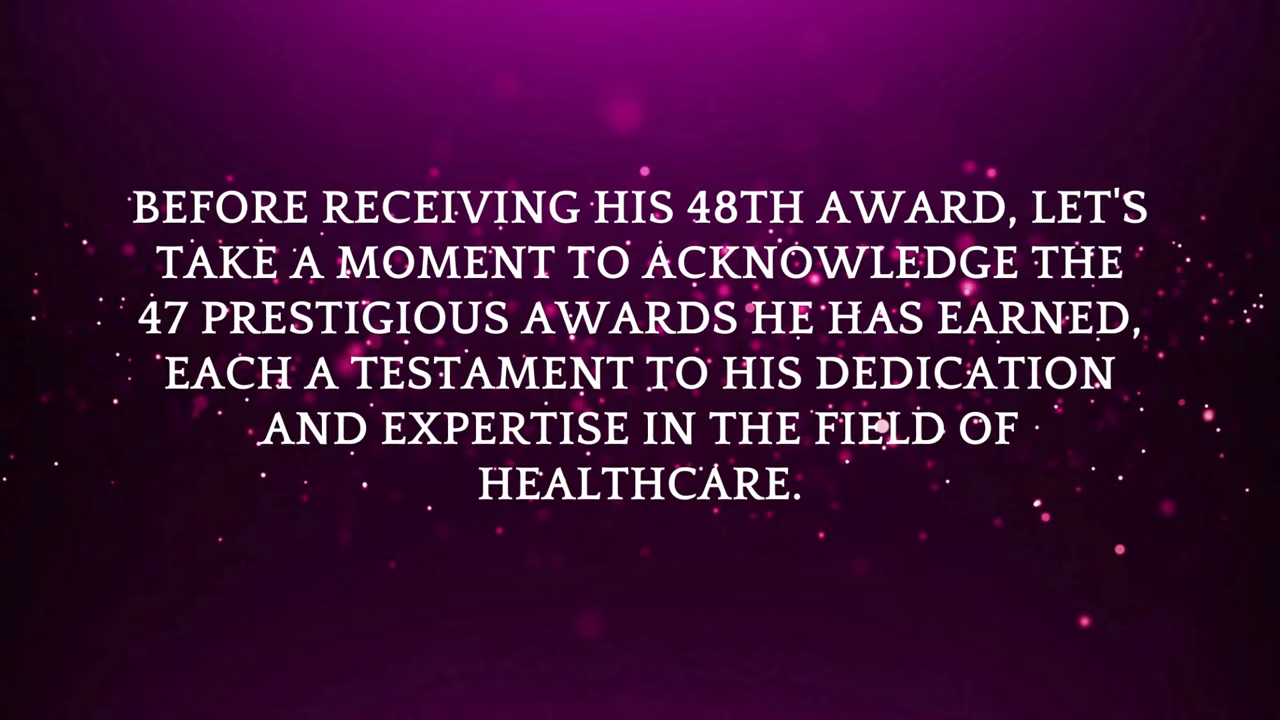 BEFORE RECEIVING HIS 48TH AWARD, LET'S
TAKE A MOMENT TO ACKNOWLEDGE THE
47 PRESTIGIOUS AWARDS HE HAS EARNED,
EACH A TESTAMENT TO HIS DEDICATION
AND EXPERTISE IN THE FIELD OF
HEALTHCARE.